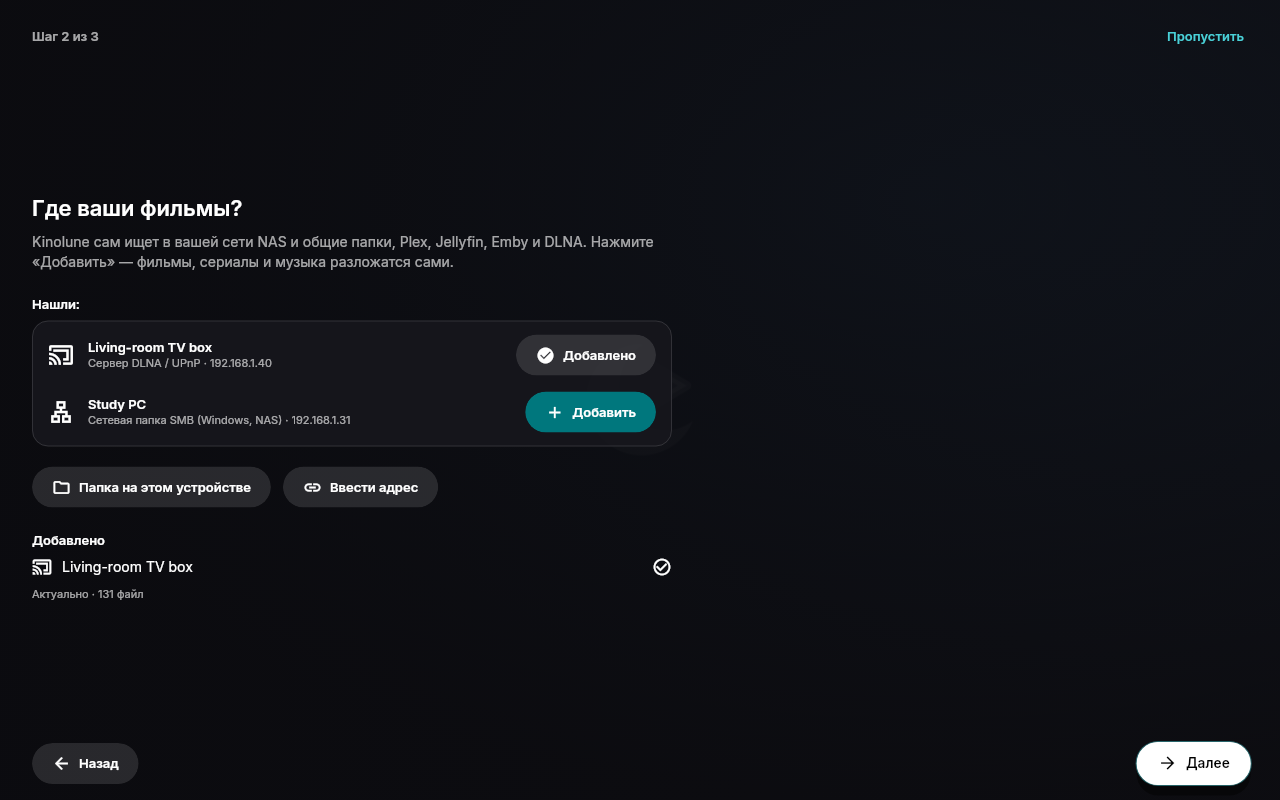 Шаг 2 из 3
Пропустить
Где ваши фильмы?
Kinolune сам ищет в вашей сети NAS и общие папки, Plex, Jellyfin, Emby и DLNA. Нажмите
«Добавить» — фильмы, сериалы и музыка разложатся сами.
Нашли:
Living-room TV box
Сервер DLNA / UPnP · 192.168.1.40
Добавлено
Study PC
Сетевая папка SMB (Windows, NAS) · 192.168.1.31
Добавить
Папка на этом устройстве
Ввести адрес
Добавлено
Living-room TV box
Актуально · 131 файл
Назад
Далее